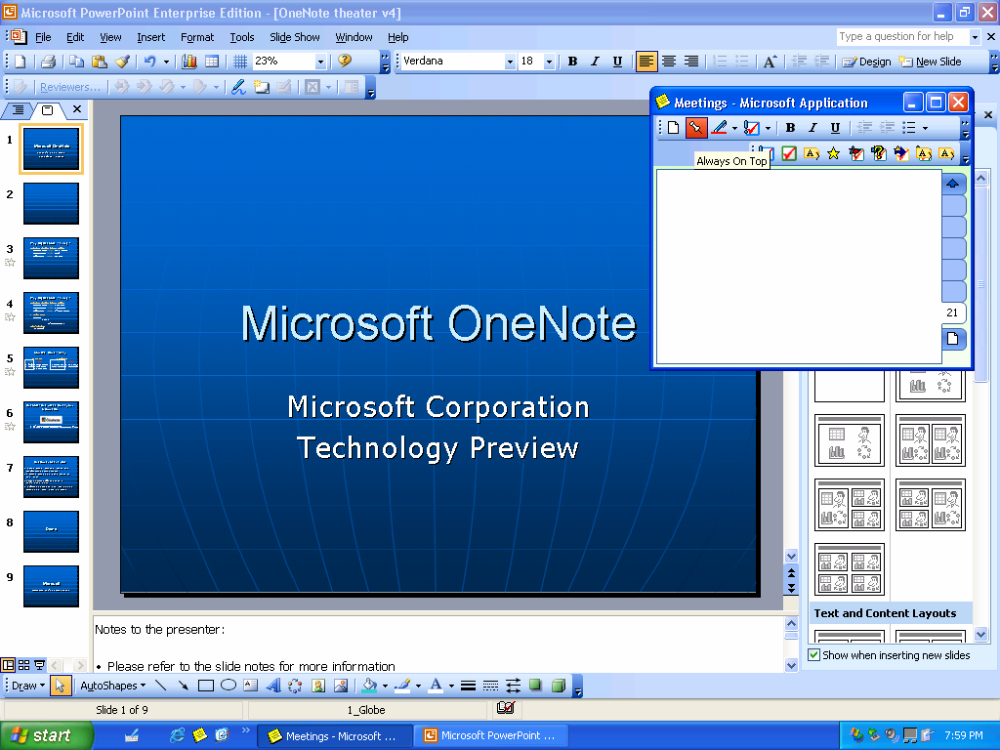 Microsoft PowerPoint Enterprise Edition - [OneNote theater v4]
File Edit View Insert Format Tools Slide Show Window Help
Type a question for help
23%
Verdana
18
B I U
A
Design
New Slide
Reviewers...
Meetings - Microsoft Application
B I U
Always On Top
21
1
2
3
4
5
6
7
8
9
Microsoft OneNote
Microsoft Corporation
Technology Preview
Notes to the presenter:
• Please refer to the slide notes for more information
Text and Content Layouts
Show when inserting new slides
Draw
AutoShapes
A
Slide 1 of 9
1_Globe
start
Meetings - Microsoft ...
Microsoft PowerPoint ...
7:59 PM